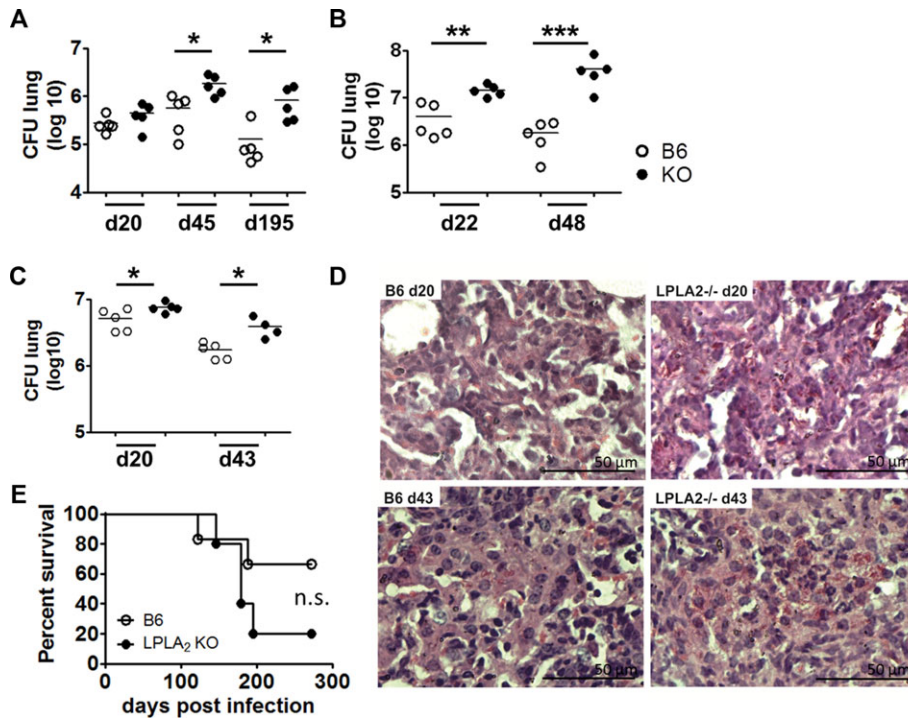 A
CFU lung
(log 10)
7
6
5
4
*
*
d20
d45
d195
B
CFU lung
(log 10)
8
7
6
**
***
d22
d48
B6
KO
C
CFU lung
(log10)
7
6
5
*
*
d20
d43
D
B6 d20
50 µm
LPLA2-/- d20
50 µm
B6 d43
50 µm
LPLA2-/- d43
50 µm
E
Percent survival
100
80
60
40
20
0
n.s.
B6
LPLA₂ KO
0 100 200 300
days post infection